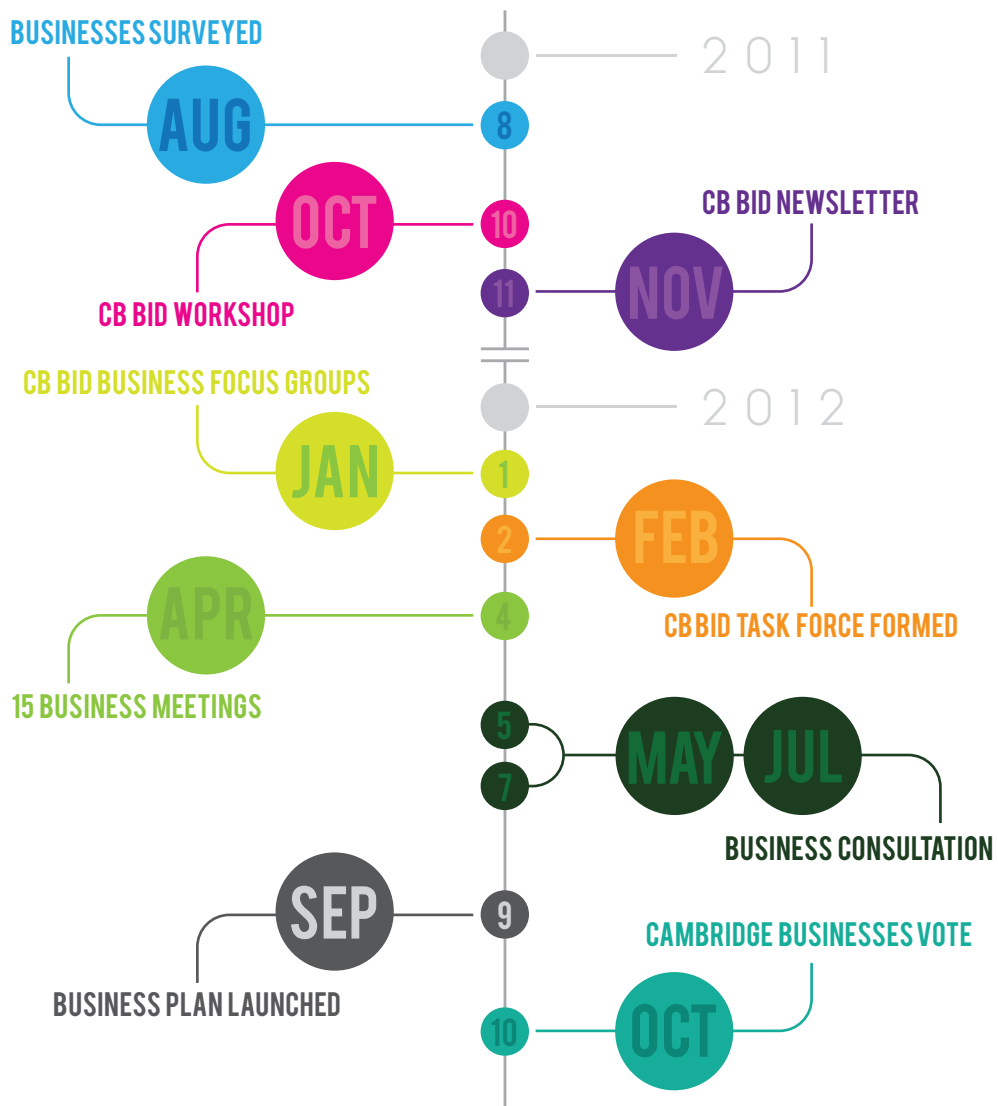 BUSINESSES SURVEYED
2011
AUG
8
OCT
10
CB BID NEWSLETTER
11
NOV
CB BID WORKSHOP
CB BID BUSINESS FOCUS GROUPS
2012
JAN
1
2
FEB
APR
4
CB BID TASK FORCE FORMED
15 BUSINESS MEETINGS
5
7
MAY
JUL
BUSINESS CONSULTATION
SEP
9
CAMBRIDGE BUSINESSES VOTE
BUSINESS PLAN LAUNCHED
10
OCT